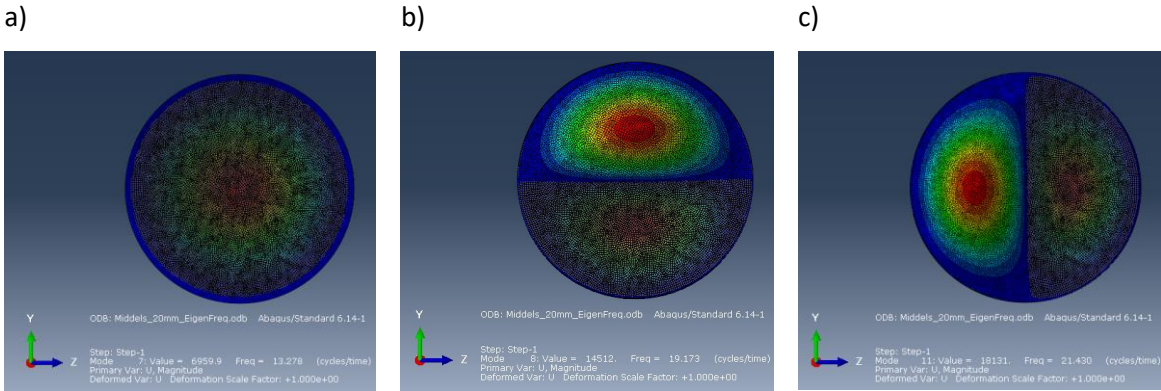 a)
b)
c)
Y
Z
ODB: Middels_20mm_EigenFreq.odb Abaqus/Standard 6.14-1
Step: Step-1
Mode 7: Value = 6959.9 Freq = 13.278 (cycles/time)
Primary Var: U, Magnitude
Deformed Var: U Deformation Scale Factor: +1.000e+00
Y
Z
ODB: Middels_20mm_EigenFreq.odb Abaqus/Standard 6.14-1
Step: Step-1
Mode 8: Value = 14512. Freq = 19.173 (cycles/time)
Primary Var: U, Magnitude
Deformed Var: U Deformation Scale Factor: +1.000e+00
Y
Z
ODB: Middels_20mm_EigenFreq.odb Abaqus/Standard 6.14-1
Step: Step-1
Mode 11: Value = 18131. Freq = 21.430 (cycles/time)
Primary Var: U, Magnitude
Deformed Var: U Deformation Scale Factor: +1.000e+00